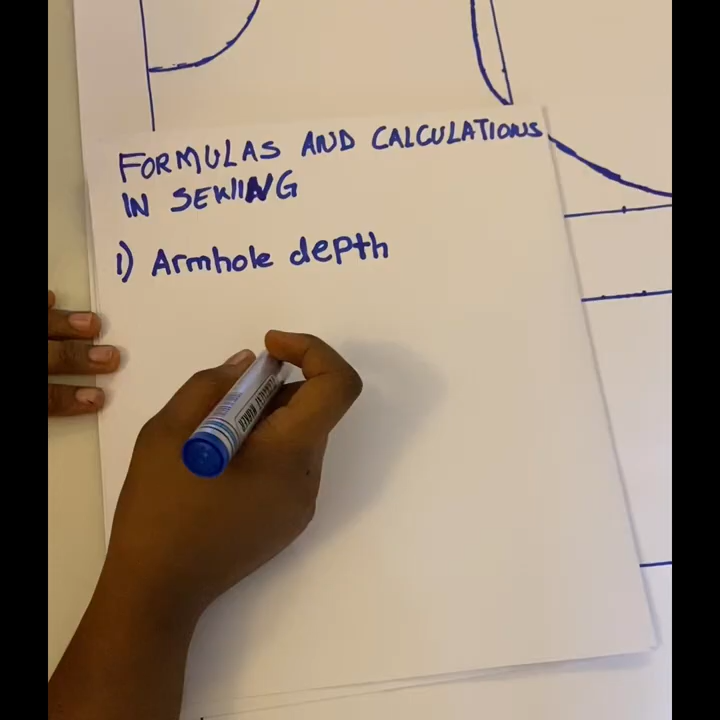 FORMULAS AND CALCULATIONS
IN SEWING
1) Armhole depth